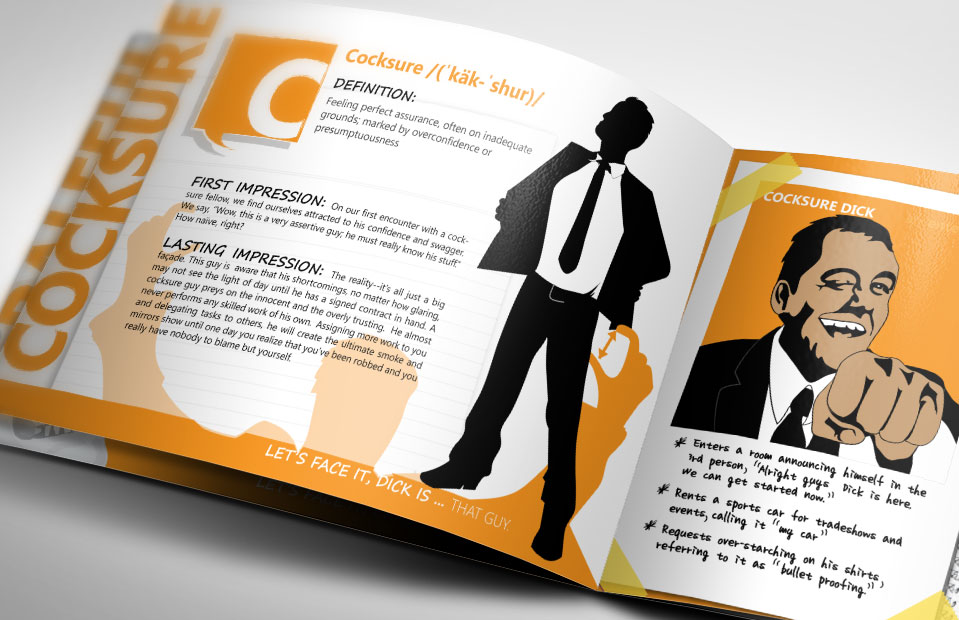 COCKSURE
C
Cocksure /(ˈkäk-ˈshur)/
DEFINITION:
Feeling perfect assurance, often on inadequate
grounds; marked by overconfidence or
presumptuousness
FIRST IMPRESSION: On our first encounter with a cock-
sure fellow, we find ourselves attracted to his confidence and swagger.
We say, "Wow, this is a very assertive guy; he must really know his stuff"
How naive, right?
LASTING IMPRESSION: The reality--it's all just a big
façade. This guy is aware that his shortcomings, no matter how glaring,
may not see the light of day until he has a signed contract in hand. A
cocksure guy preys on the innocent and the overly trusting. He almost
never performs any skilled work of his own. Assigning more work to you
and delegating tasks to others, he will create the ultimate smoke and
mirrors show until one day you realize that you've been robbed and you
really have nobody to blame but yourself.
LET'S FACE IT, DICK IS ... THAT GUY.
COCKSURE DICK
* Enters a room announcing himself in the
3rd person, "Alright guys Dick is here.
We can get started now."
* Rents a sports car for tradeshows and
events, calling it "my car"
* Requests over-starching on his shirts,
referring to it as "bullet proofing."